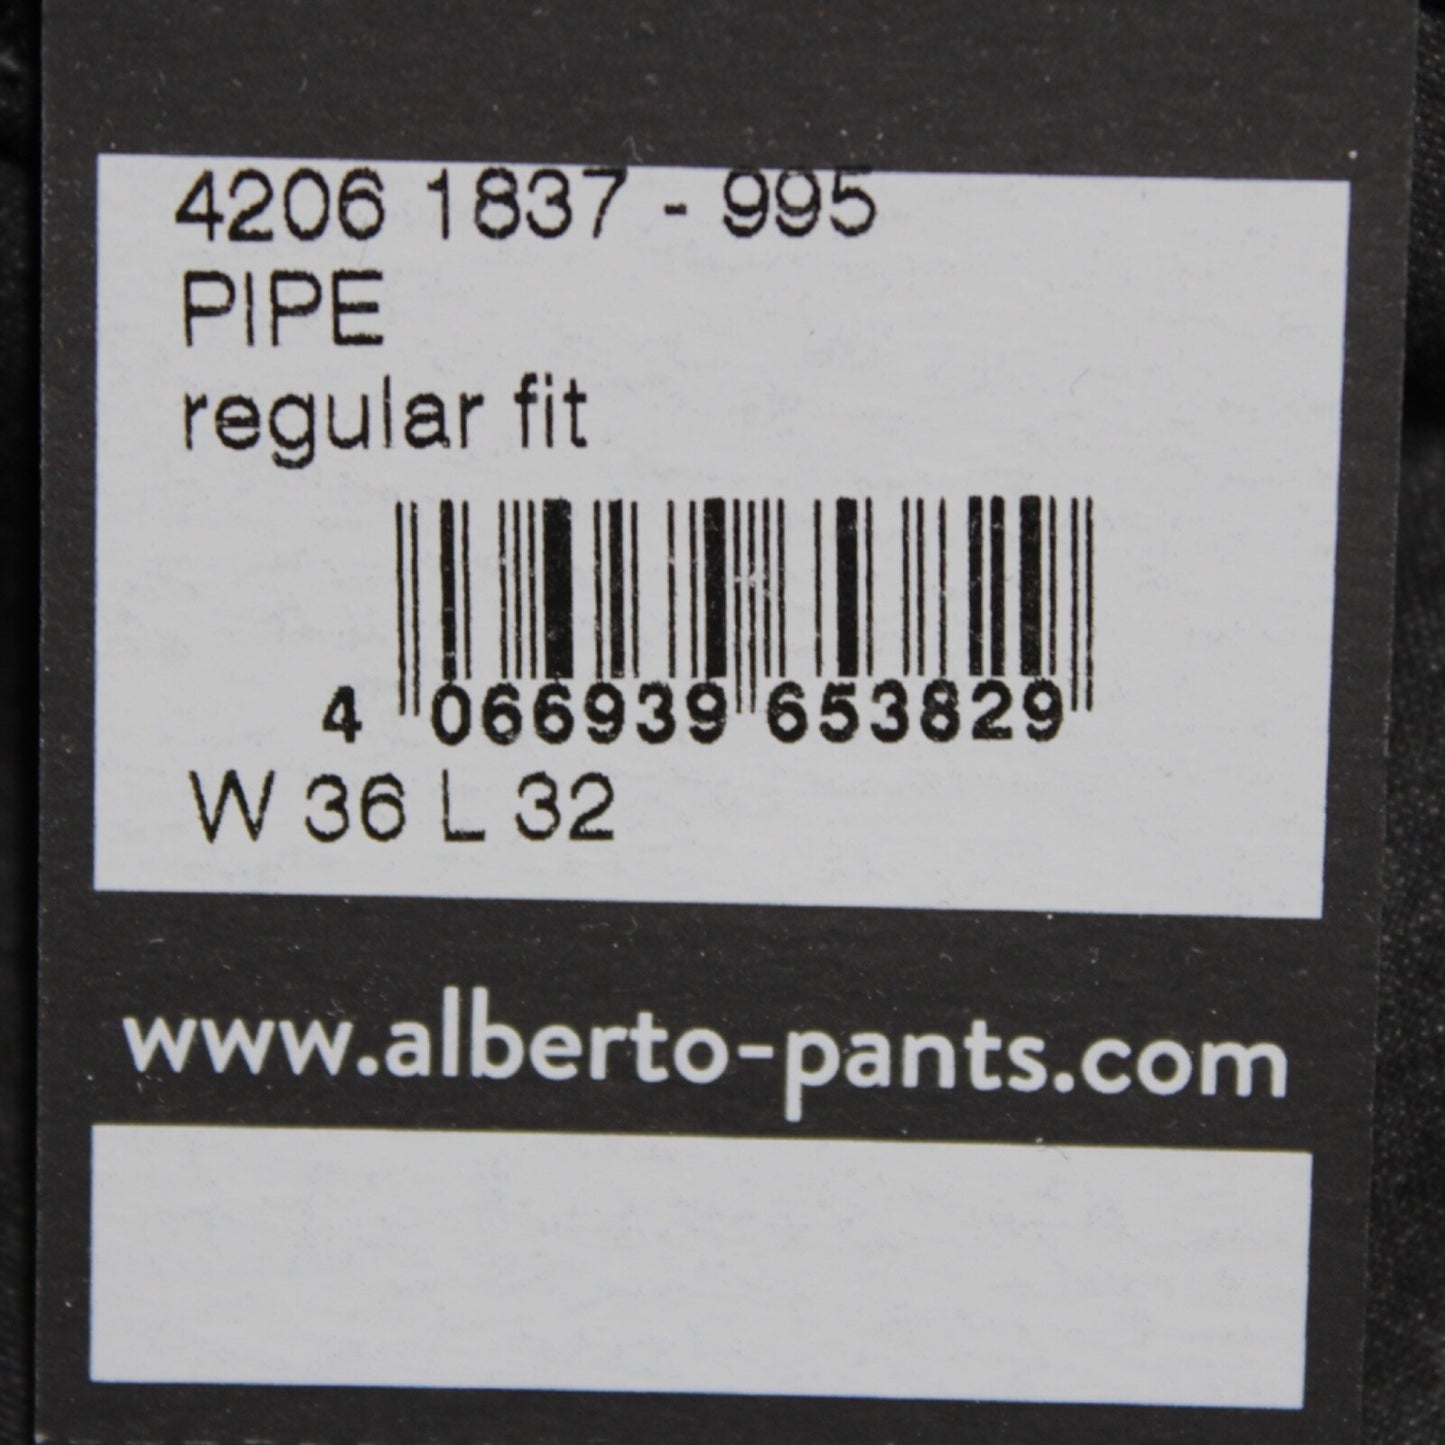 4206 1837 - 995
PIPE
regular fit
4 066939 653829
W 36 L 32
www.alberto-pants.com